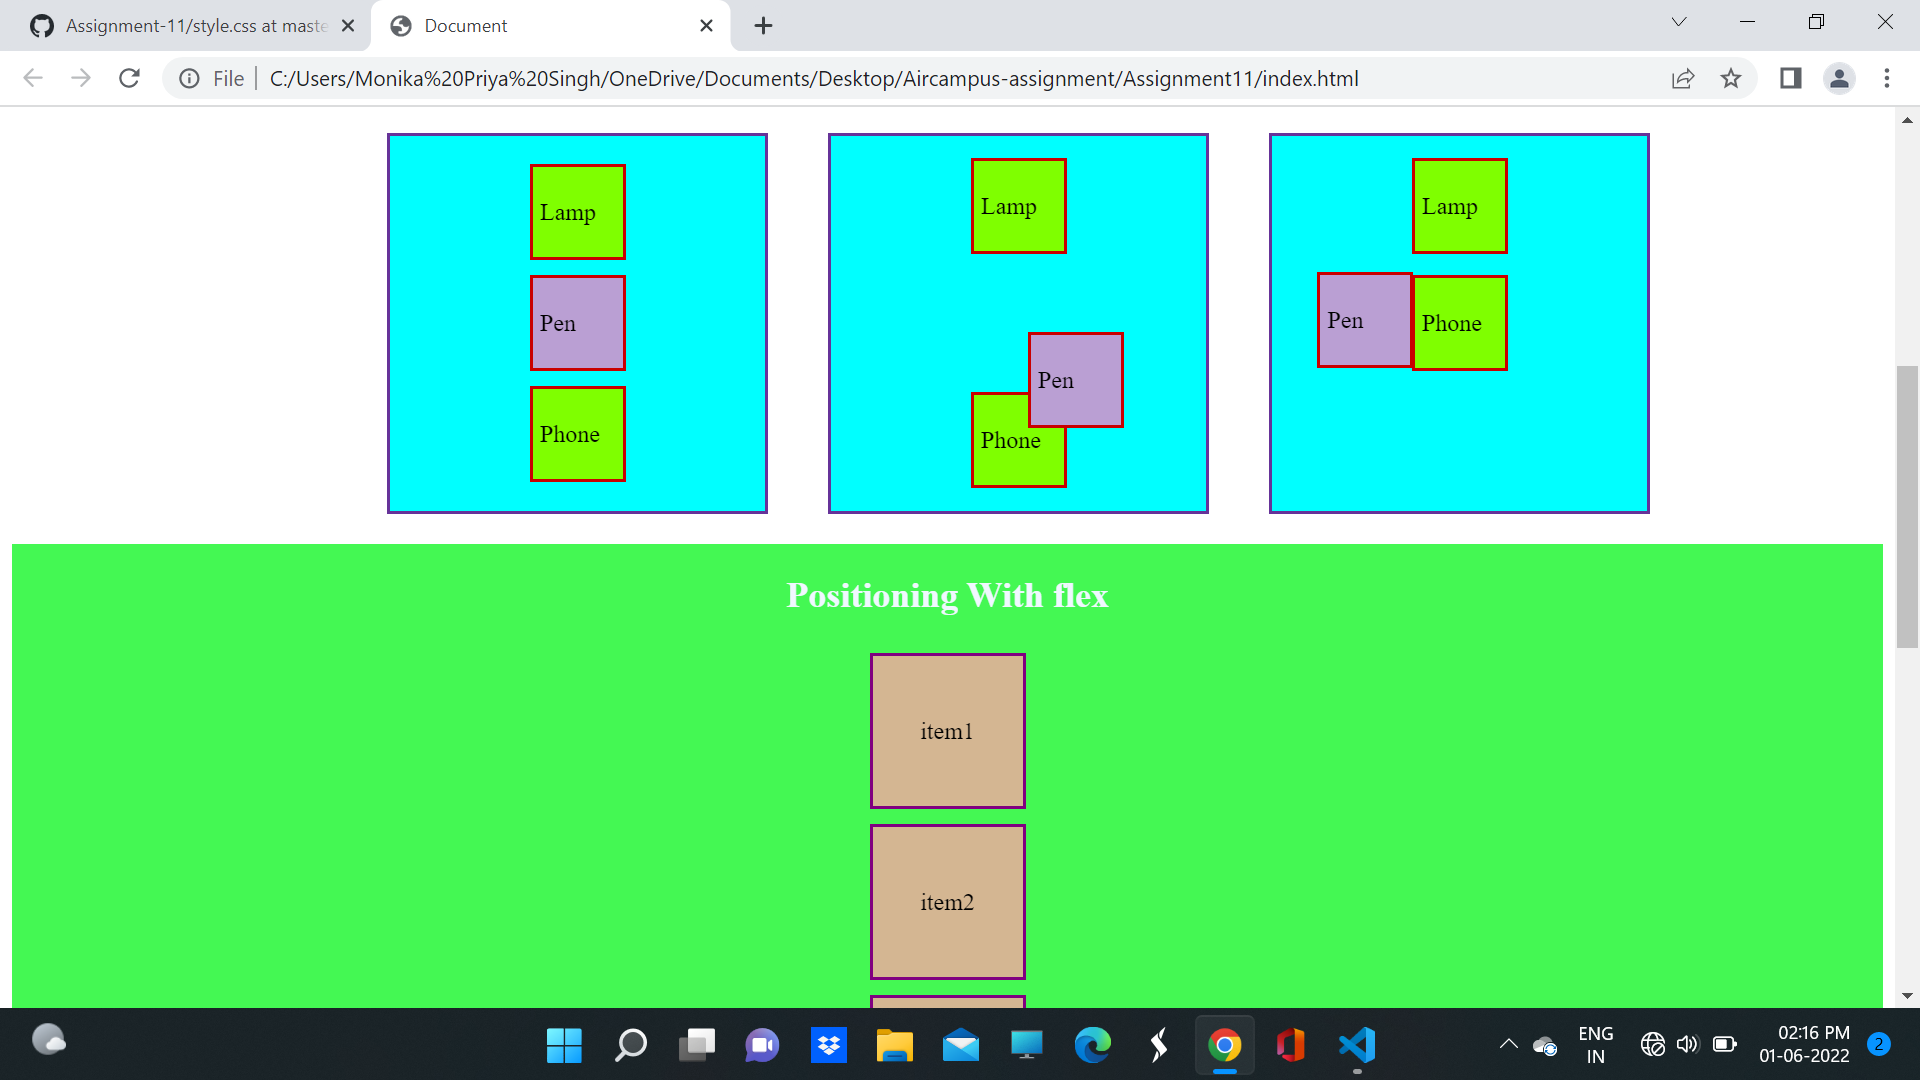 Assignment-11/style.css at maste
Document
File
C:/Users/Monika%20Priya%20Singh/OneDrive/Documents/Desktop/Aircampus-assignment/Assignment11/index.html
Lamp
Pen
Phone
Lamp
Pen
Phone
Lamp
Pen
Phone
Positioning With flex
item1
item2
ENG
IN
02:16 PM
01-06-2022
2